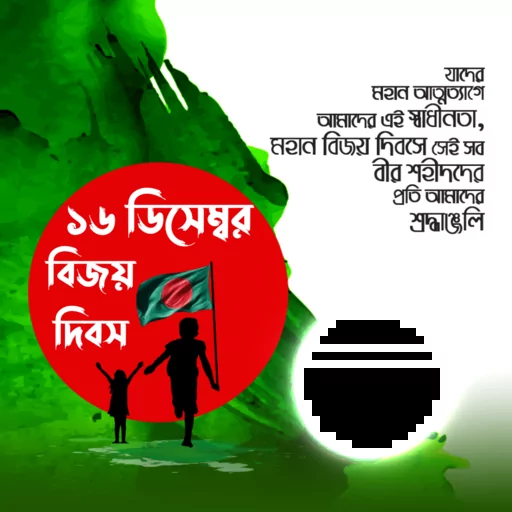 যাদের
মহান আত্মত্যাগে
আমাদের এই স্বাধীনতা,
মহান বিজয় দিবসে সেই সব
বীর শহীদদের
প্রতি আমাদের
শ্রদ্ধাঞ্জলি
১৬ ডিসেম্বর
বিজয়
দিবস